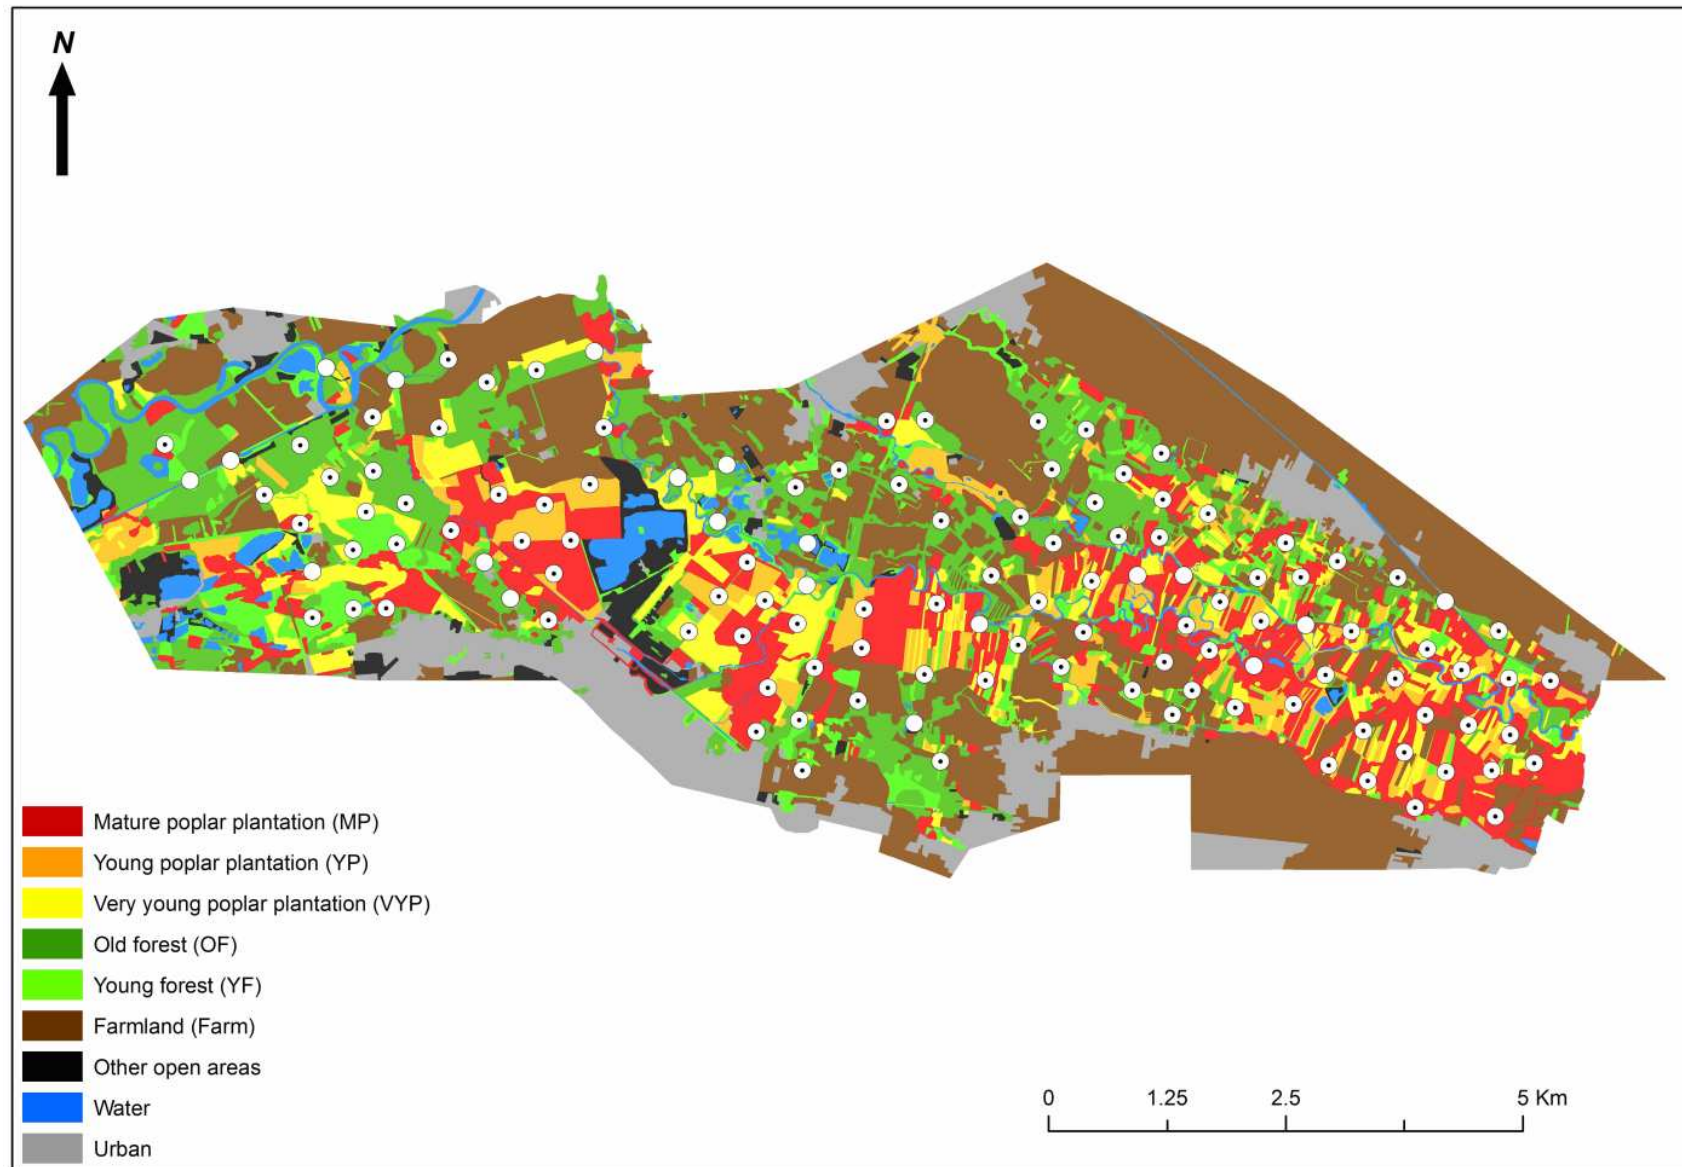 N
Mature poplar plantation (MP)
Young poplar plantation (YP)
Very young poplar plantation (VYP)
Old forest (OF)
Young forest (YF)
Farmland (Farm)
Other open areas
Water
Urban
0 1.25 2.5 5 Km